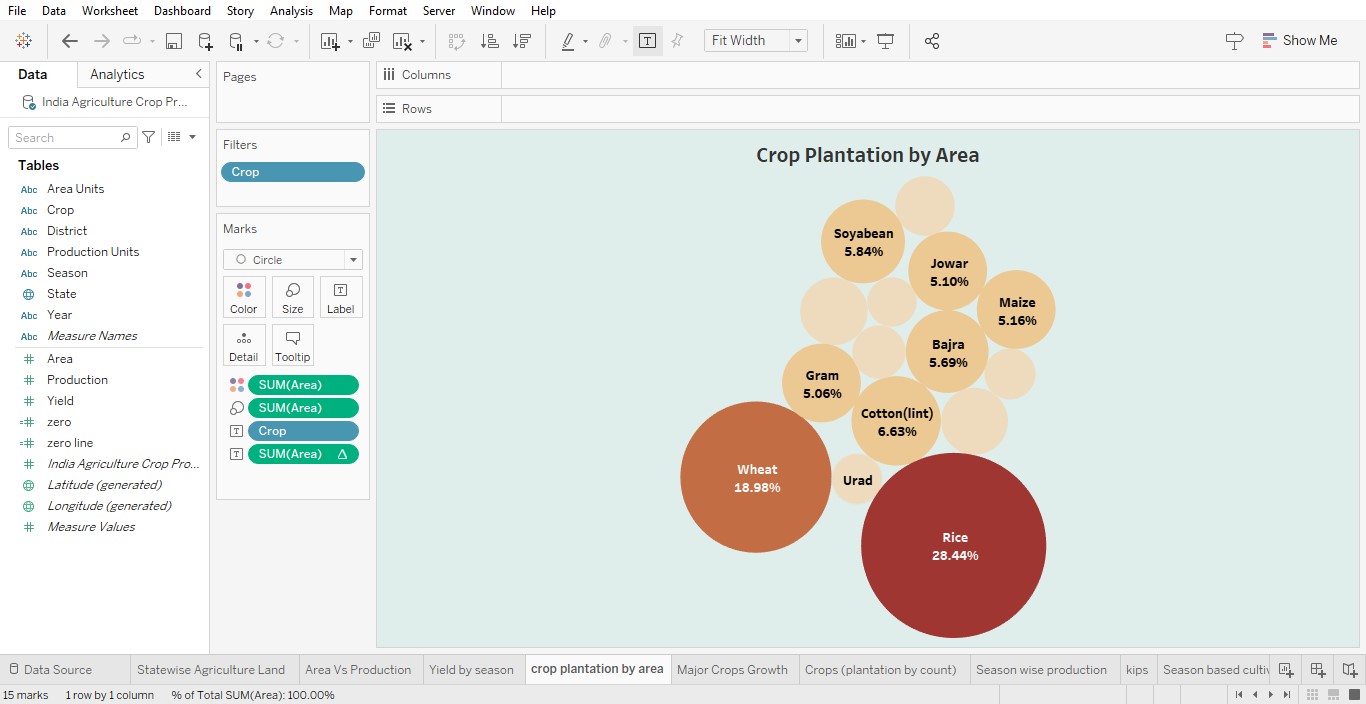 File Data Worksheet Dashboard Story Analysis Map Format Server Window Help
Fit Width
Show Me
Data Analytics
India Agriculture Crop Pr...
Search
Tables
Abc Area Units
Abc Crop
Abc District
Abc Production Units
Abc Season
State
Abc Year
Abc Measure Names
Area
Production
Yield
zero
zero line
India Agriculture Crop Pro...
Latitude (generated)
Longitude (generated)
Measure Values
Pages
Filters
Crop
Marks
Circle
Color Size Label
Detail Tooltip
SUM(Area)
SUM(Area)
Crop
SUM(Area)
Columns
Rows
Crop Plantation by Area
Soyabean
5.84%
Jowar
5.10%
Maize
5.16%
Bajra
5.69%
Gram
5.06%
Cotton(lint)
6.63%
Wheat
18.98%
Urad
Rice
28.44%
Data Source Statewise Agriculture Land Area Vs Production Yield by season crop plantation by area Major Crops Growth Crops (plantation by count) Season wise production kips Season based cultiv
15 marks 1 row by 1 column % of Total SUM(Area): 100.00%